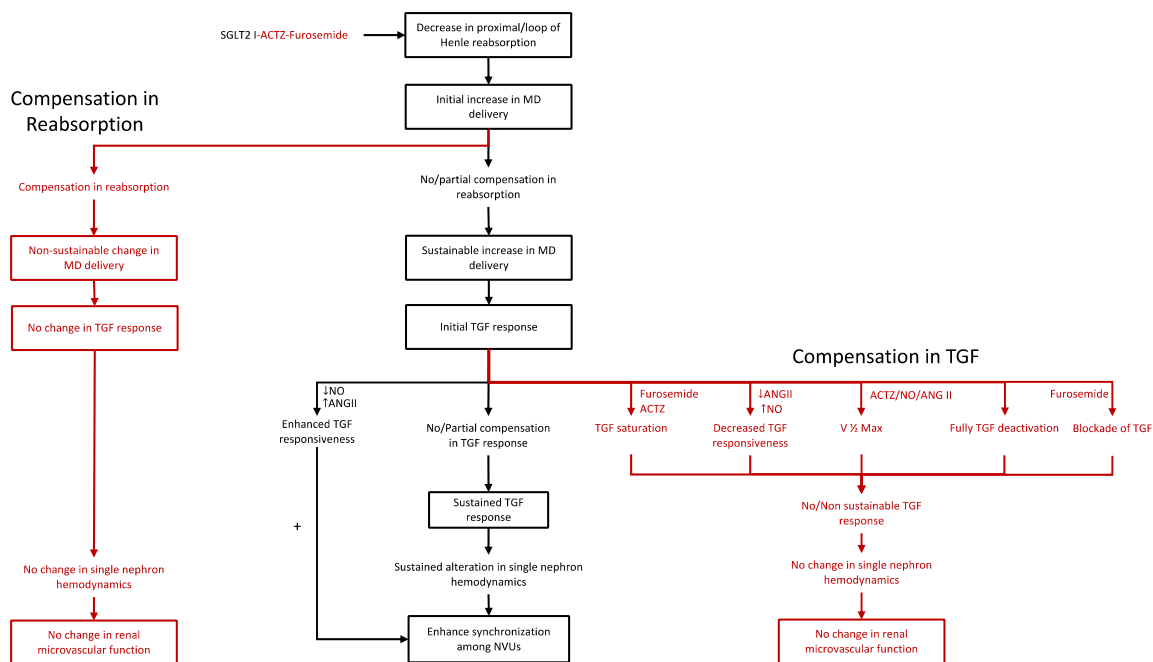 SGLT2 I-ACTZ-Furosemide
Decrease in proximal/loop of
Henle reabsorption
Initial increase in MD
delivery
Compensation in
Reabsorption
Compensation in reabsorption
No/partial compensation in
reabsorption
Non-sustainable change in
MD delivery
Sustainable increase in MD
delivery
No change in TGF response
Initial TGF response
Compensation in TGF
↓NO
↑ANGII
Enhanced TGF
responsiveness
No/Partial compensation
in TGF response
Furosemide
ACTZ
TGF saturation
↓ANGII
↑NO
Decreased TGF
responsiveness
ACTZ/NO/ANG II
V ½ Max
Fully TGF deactivation
Furosemide
Blockade of TGF
Sustained TGF
response
+
No/Non sustainable TGF
response
No change in single nephron
hemodynamics
Sustained alteration in single nephron
hemodynamics
No change in single nephron
hemodynamics
No change in renal
microvascular function
Enhance synchronization
among NVUs
No change in renal
microvascular function